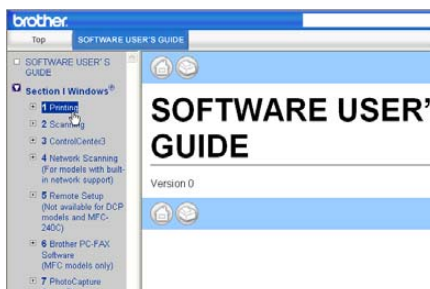 brother
Top
SOFTWARE USER'S GUIDE
SOFTWARE USER'S
GUIDE
Section I Windows®
1 Printing
2 Scanning
3 ControlCenter3
4 Network Scanning
(For models with built-
in network support)
5 Remote Setup
(Not available for DCP
models and MFC-
240C)
6 Brother PC-FAX
Software
(MFC models only)
7 PhotoCapture
SOFTWARE USER'
GUIDE
Version 0